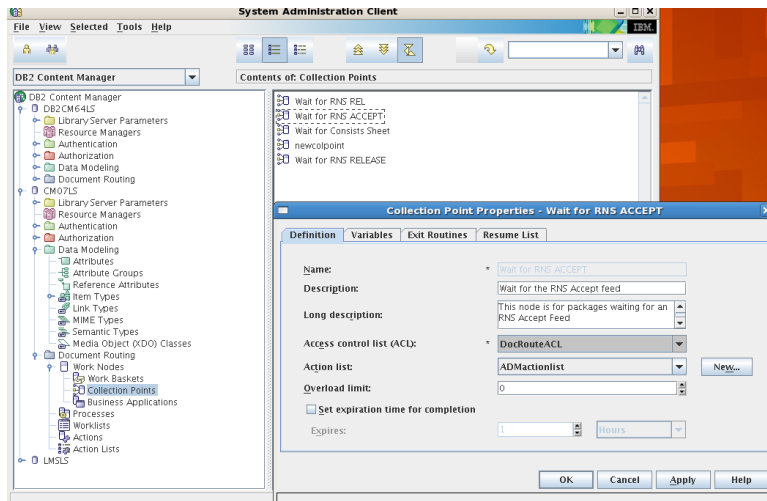 System Administration Client
File View Selected Tools Help
IBM.
DB2 Content Manager
Contents of: Collection Points
DB2 Content Manager
DB2CM64LS
Library Server Parameters
Resource Managers
Authentication
Authorization
Data Modeling
Document Routing
CM07LS
Library Server Parameters
Resource Managers
Authentication
Authorization
Data Modeling
Attributes
Attribute Groups
Reference Attributes
Item Types
Link Types
MIME Types
Semantic Types
Media Object (XDO) Classes
Document Routing
Work Nodes
Work Baskets
Collection Points
Business Applications
Processes
Worklists
Actions
Action Lists
LMSLS
Wait for RNS REL
Wait for RNS ACCEPT
Wait for Consists Sheet
newcolpoint
Wait for RNS RELEASE
Collection Point Properties - Wait for RNS ACCEPT
Definition Variables Exit Routines Resume List
Name: * Wait for RNS ACCEPT
Description: Wait for the RNS Accept feed
Long description: This node is for packages waiting for an
RNS Accept Feed
Access control list (ACL): * DocRouteACL
Action list: ADMactionlist New...
Overload limit: 0
Set expiration time for completion
Expires: 1 Hours
OK Cancel Apply Help